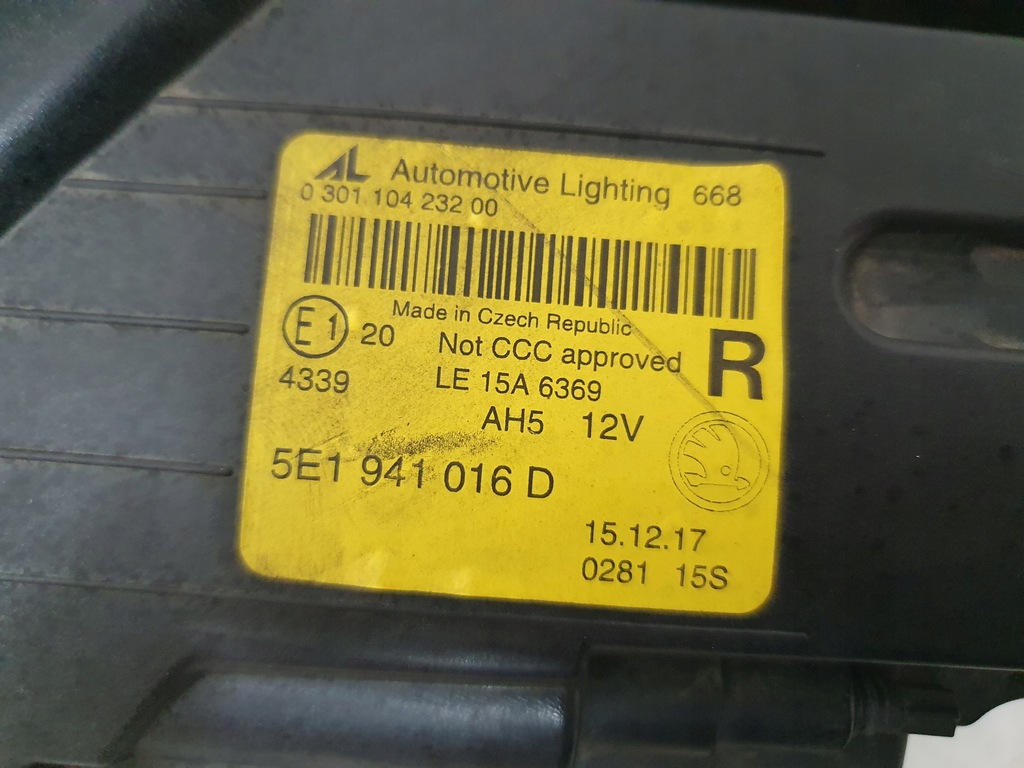 AL Automotive Lighting 668
0 301 104 232 00
Made in Czech Republic
E1 20 Not CCC approved R
4339 LE 15A 6369
AH5 12V
5E1 941 016 D
15.12.17
0281 15S